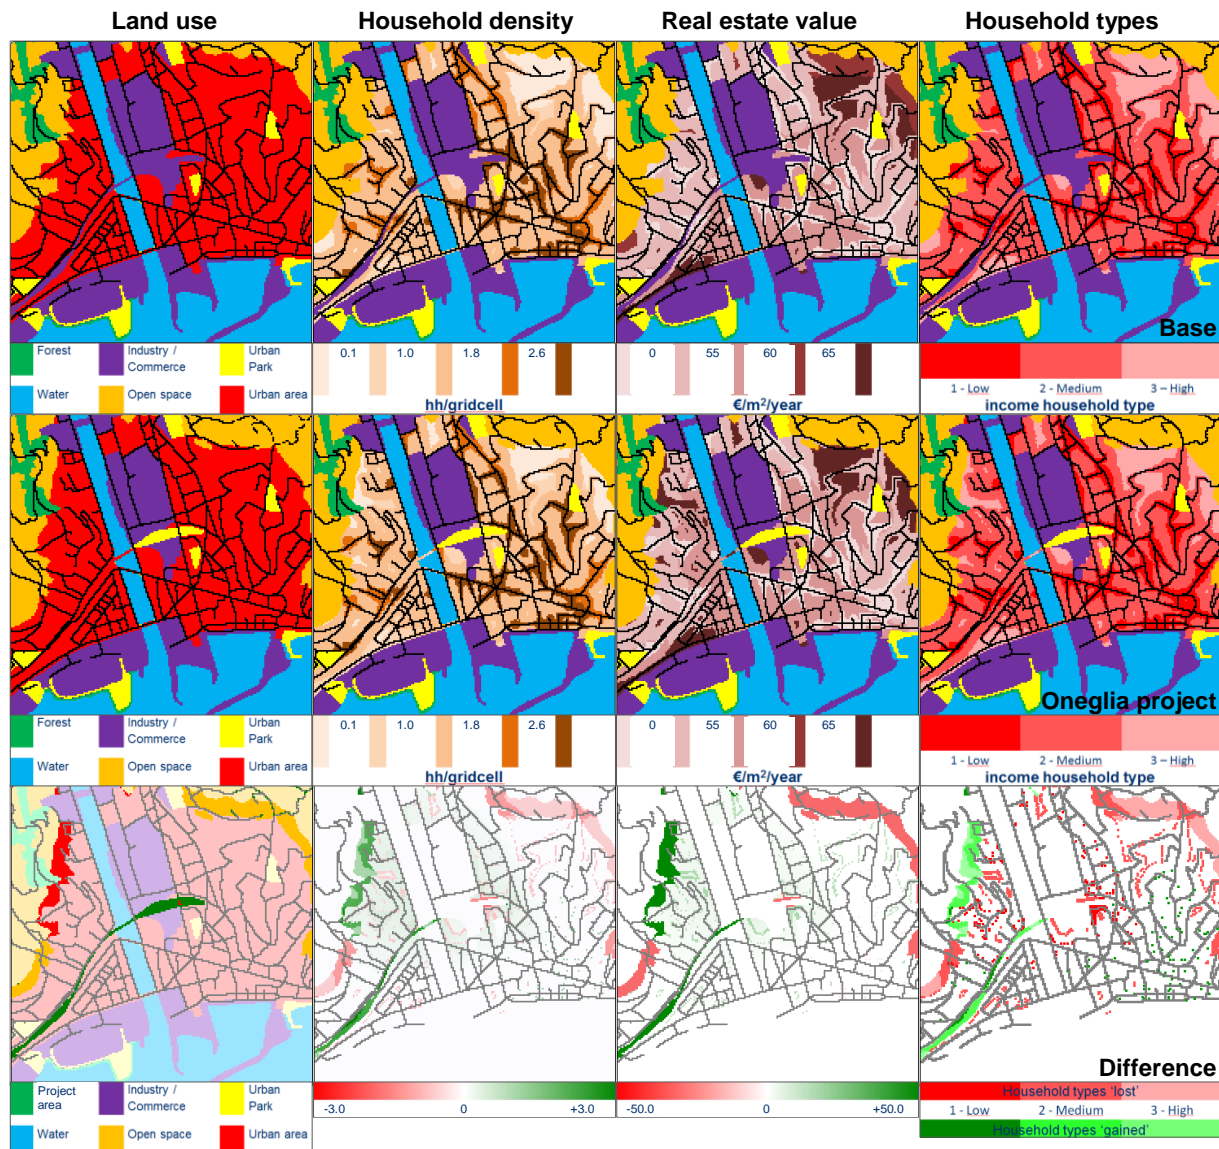 Land use Household density Real estate value Household types
Base
Forest Industry / Urban 0.1 1.0 1.8 2.6 0 55 60 65
Commerce Park
1 - Low 2 - Medium 3 – High
Water Open space Urban area hh/gridcell €/m²/year income household type
Oneglia project
Forest Industry / Urban 0.1 1.0 1.8 2.6 0 55 60 65
Commerce Park
1 - Low 2 - Medium 3 – High
Water Open space Urban area hh/gridcell €/m²/year income household type
Difference
Project Industry / Urban Household types 'lost'
area Commerce Park -3.0 0 +3.0 -50.0 0 +50.0 1 - Low 2 - Medium 3 - High
Water Open space Urban area Household types 'gained'